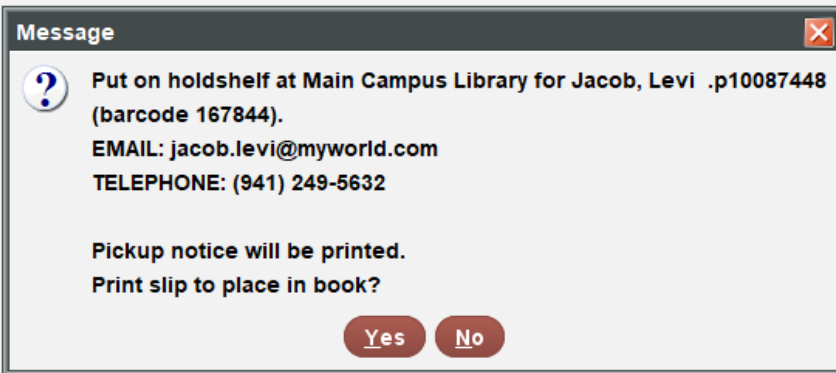 Message
Put on holdshelf at Main Campus Library for Jacob, Levi .p10087448
(barcode 167844).
EMAIL: jacob.levi@myworld.com
TELEPHONE: (941) 249-5632
Pickup notice will be printed.
Print slip to place in book?
Yes No